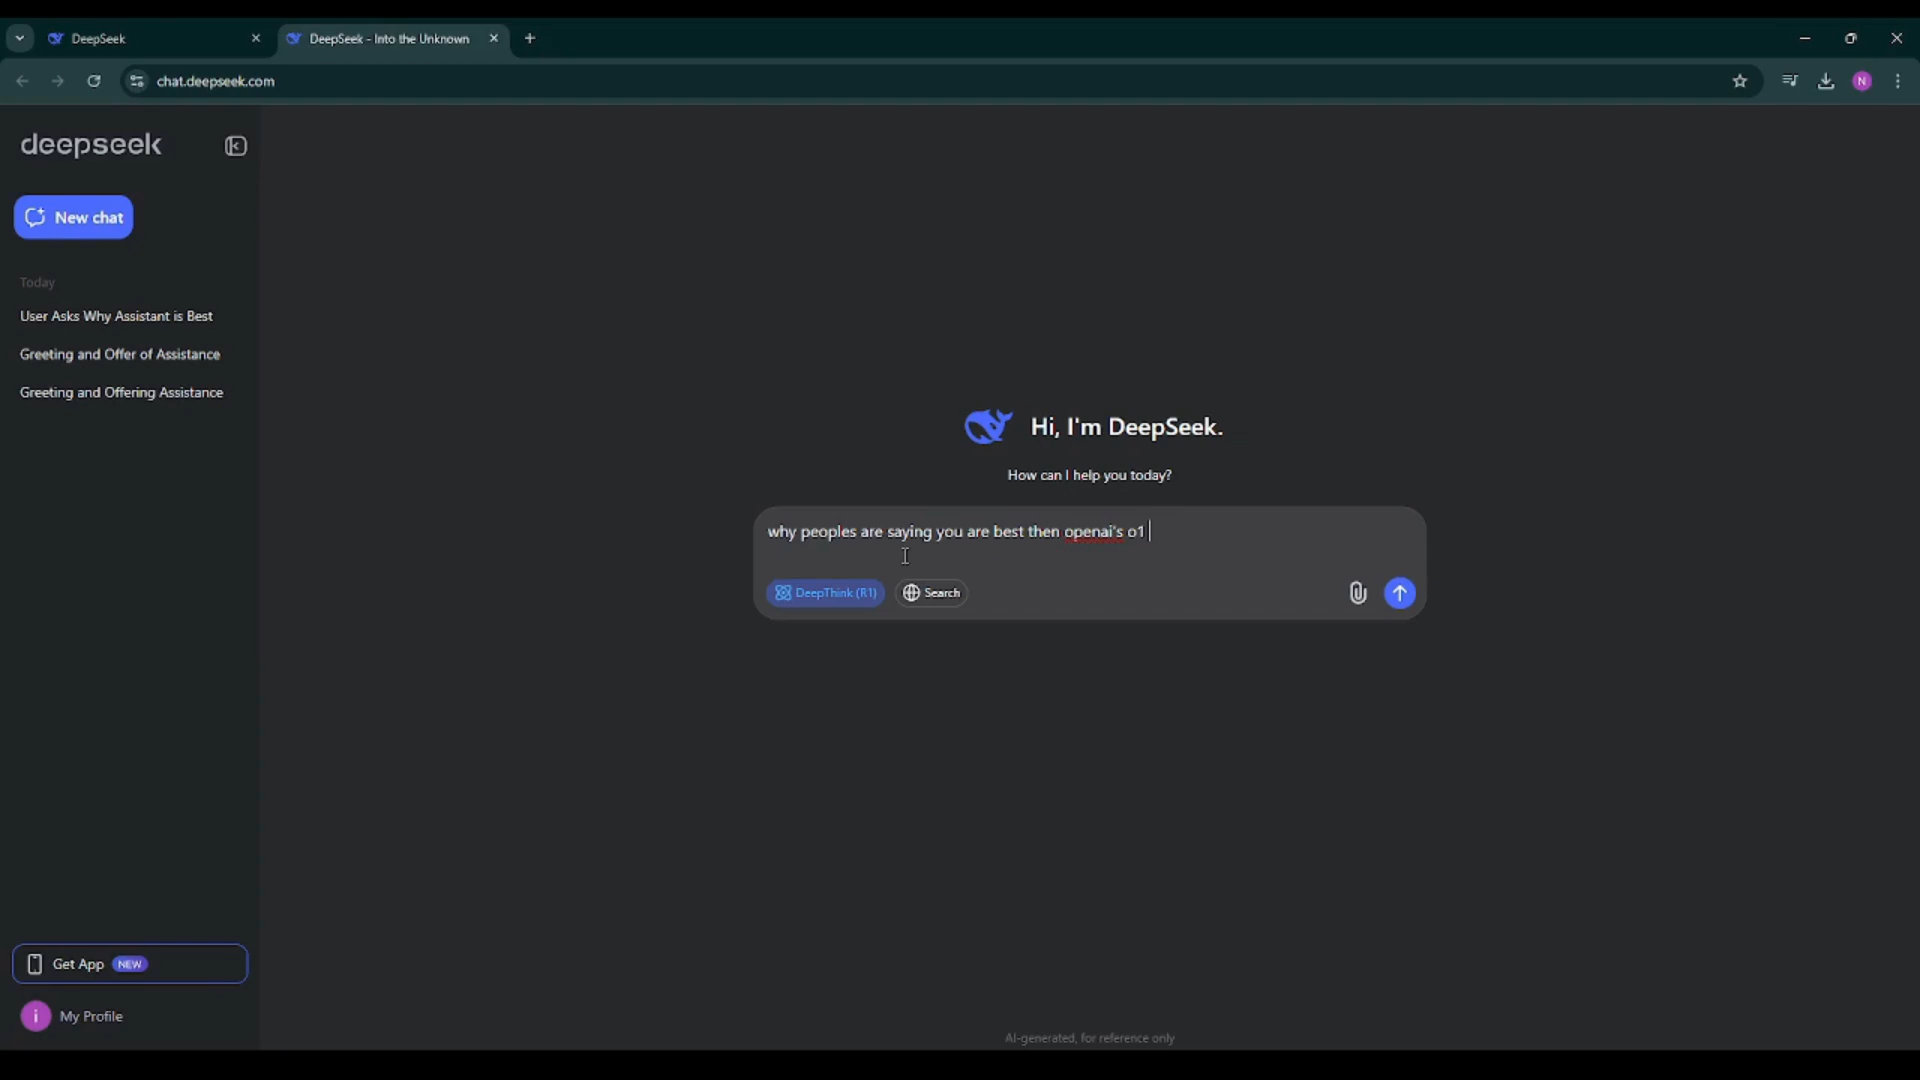 DeepSeek
DeepSeek - Into the Unknown
chat.deepseek.com
N
deepseek
New chat
Today
User Asks Why Assistant is Best
Greeting and Offer of Assistance
Greeting and Offering Assistance
Hi, I'm DeepSeek.
How can I help you today?
why peoples are saying you are best then openai's o1
DeepThink (R1)
Search
Get App NEW
i
My Profile
AI-generated, for reference only